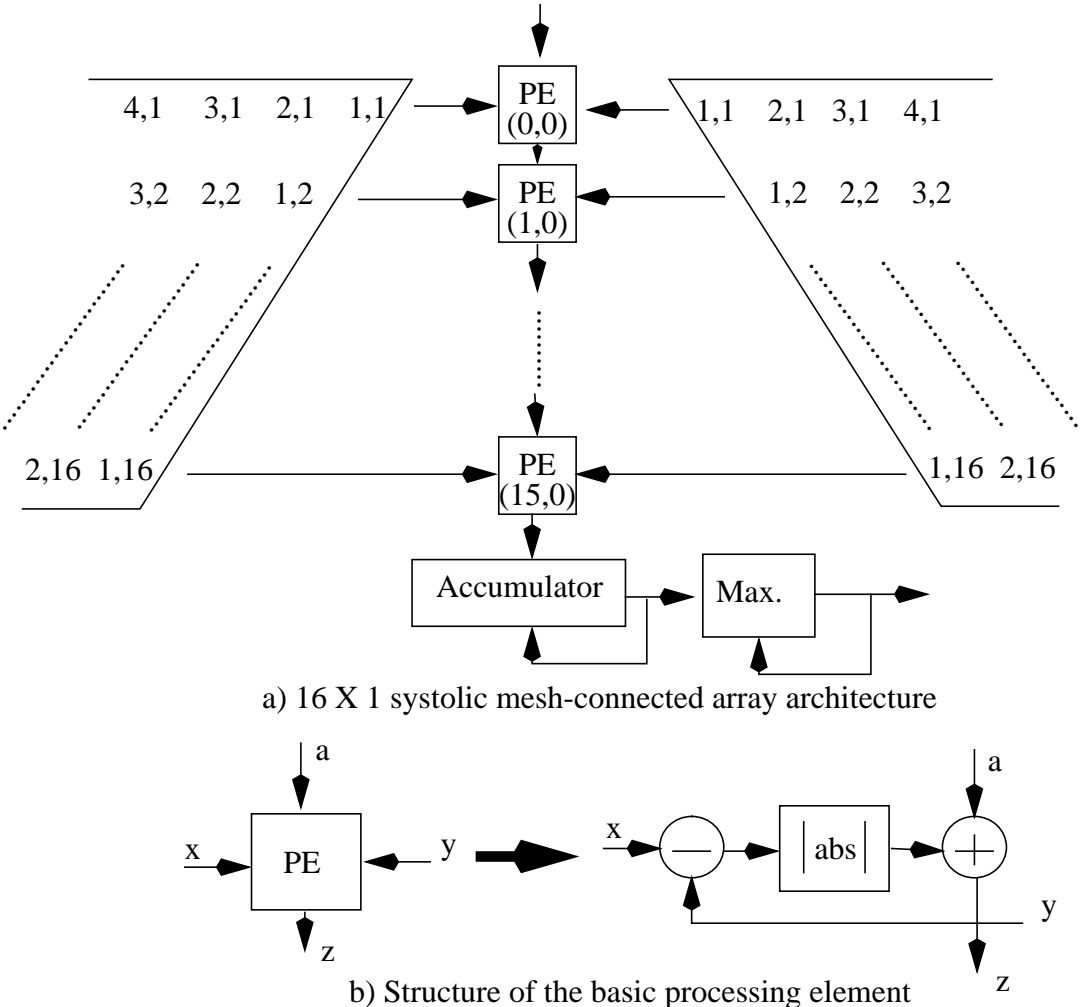 PE
(0,0)
4,1 3,1 2,1 1,1
1,1 2,1 3,1 4,1
PE
(1,0)
3,2 2,2 1,2
1,2 2,2 3,2
PE
(15,0)
2,16 1,16
1,16 2,16
Accumulator
Max.
a) 16 X 1 systolic mesh-connected array architecture
a
x
PE
y
z
a
x
—
|abs|
+
y
z
b) Structure of the basic processing element